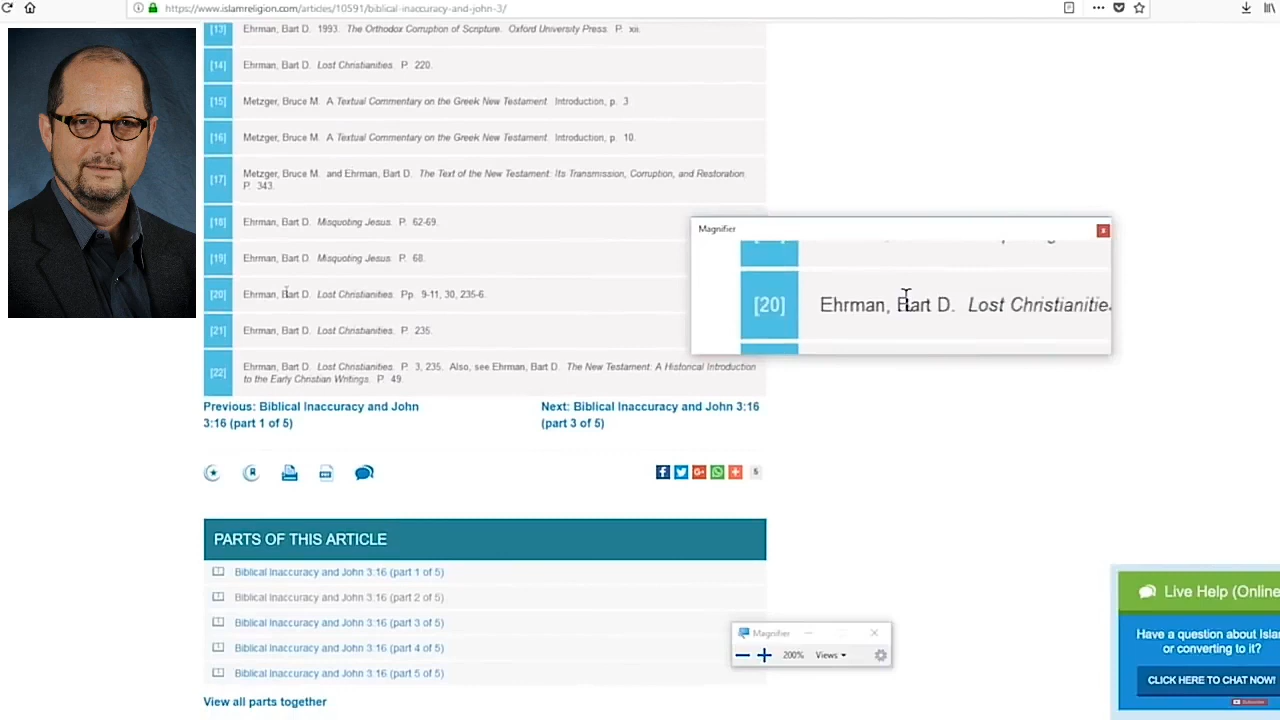 https://www.islamreligion.com/articles/10591/biblical-inaccuracy-and-john-3/
[13] Ehrman, Bart D. 1993. The Orthodox Corruption of Scripture. Oxford University Press. P. xii.
[14] Ehrman, Bart D. Lost Christianities. P. 220.
[15] Metzger, Bruce M. A Textual Commentary on the Greek New Testament. Introduction, p. 3
[16] Metzger, Bruce M. A Textual Commentary on the Greek New Testament. Introduction, p. 10.
[17] Metzger, Bruce M. and Ehrman, Bart D. The Text of the New Testament: Its Transmission, Corruption, and Restoration.
P. 343.
[18] Ehrman, Bart D. Misquoting Jesus. P. 62-69.
[19] Ehrman, Bart D. Misquoting Jesus. P. 68.
[20] Ehrman, Bart D. Lost Christianities. Pp. 9-11, 30, 235-6.
[21] Ehrman, Bart D. Lost Christianities. P. 235.
[22] Ehrman, Bart D. Lost Christianities. P. 3, 235. Also, see Ehrman, Bart D. The New Testament: A Historical Introduction
to the Early Christian Writings. P. 49.
Magnifier
[20] Ehrman, Bart D. Lost Christianitie
Previous: Biblical Inaccuracy and John
3:16 (part 1 of 5)
Next: Biblical Inaccuracy and John 3:16
(part 3 of 5)
5
PARTS OF THIS ARTICLE
Biblical Inaccuracy and John 3:16 (part 1 of 5)
Biblical Inaccuracy and John 3:16 (part 2 of 5)
Biblical Inaccuracy and John 3:16 (part 3 of 5)
Biblical Inaccuracy and John 3:16 (part 4 of 5)
Biblical Inaccuracy and John 3:16 (part 5 of 5)
View all parts together
Magnifier
200% Views
Live Help (Online
Have a question about Isla
or converting to it?
CLICK HERE TO CHAT NOW!
Subscribe